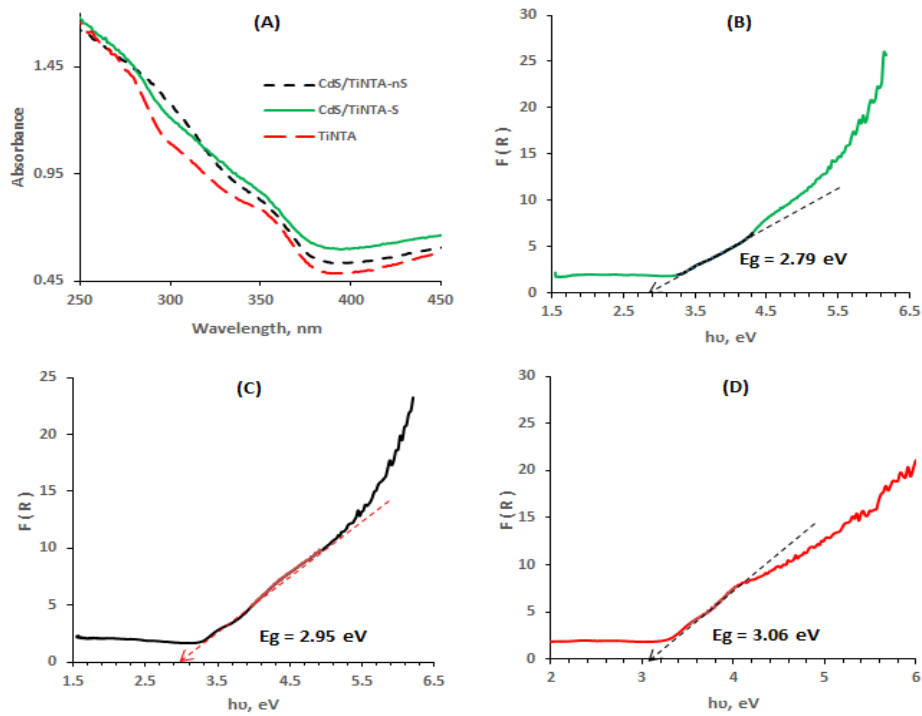 (A)
1.45
0.95
0.45
Absorbance
CdS/TiNTA-nS
CdS/TiNTA-S
TiNTA
250 300 350 400 450
Wavelength, nm
(B)
30
25
20
15
10
5
0
F ( R )
Eg = 2.79 eV
1.5 2.5 3.5 4.5 5.5 6.5
hυ, eV
(C)
25
20
15
10
5
0
F ( R )
Eg = 2.95 eV
1.5 2.5 3.5 4.5 5.5 6.5
hυ, eV
(D)
30
25
20
15
10
5
0
F ( R )
Eg = 3.06 eV
2 3 4 5 6
hυ, eV